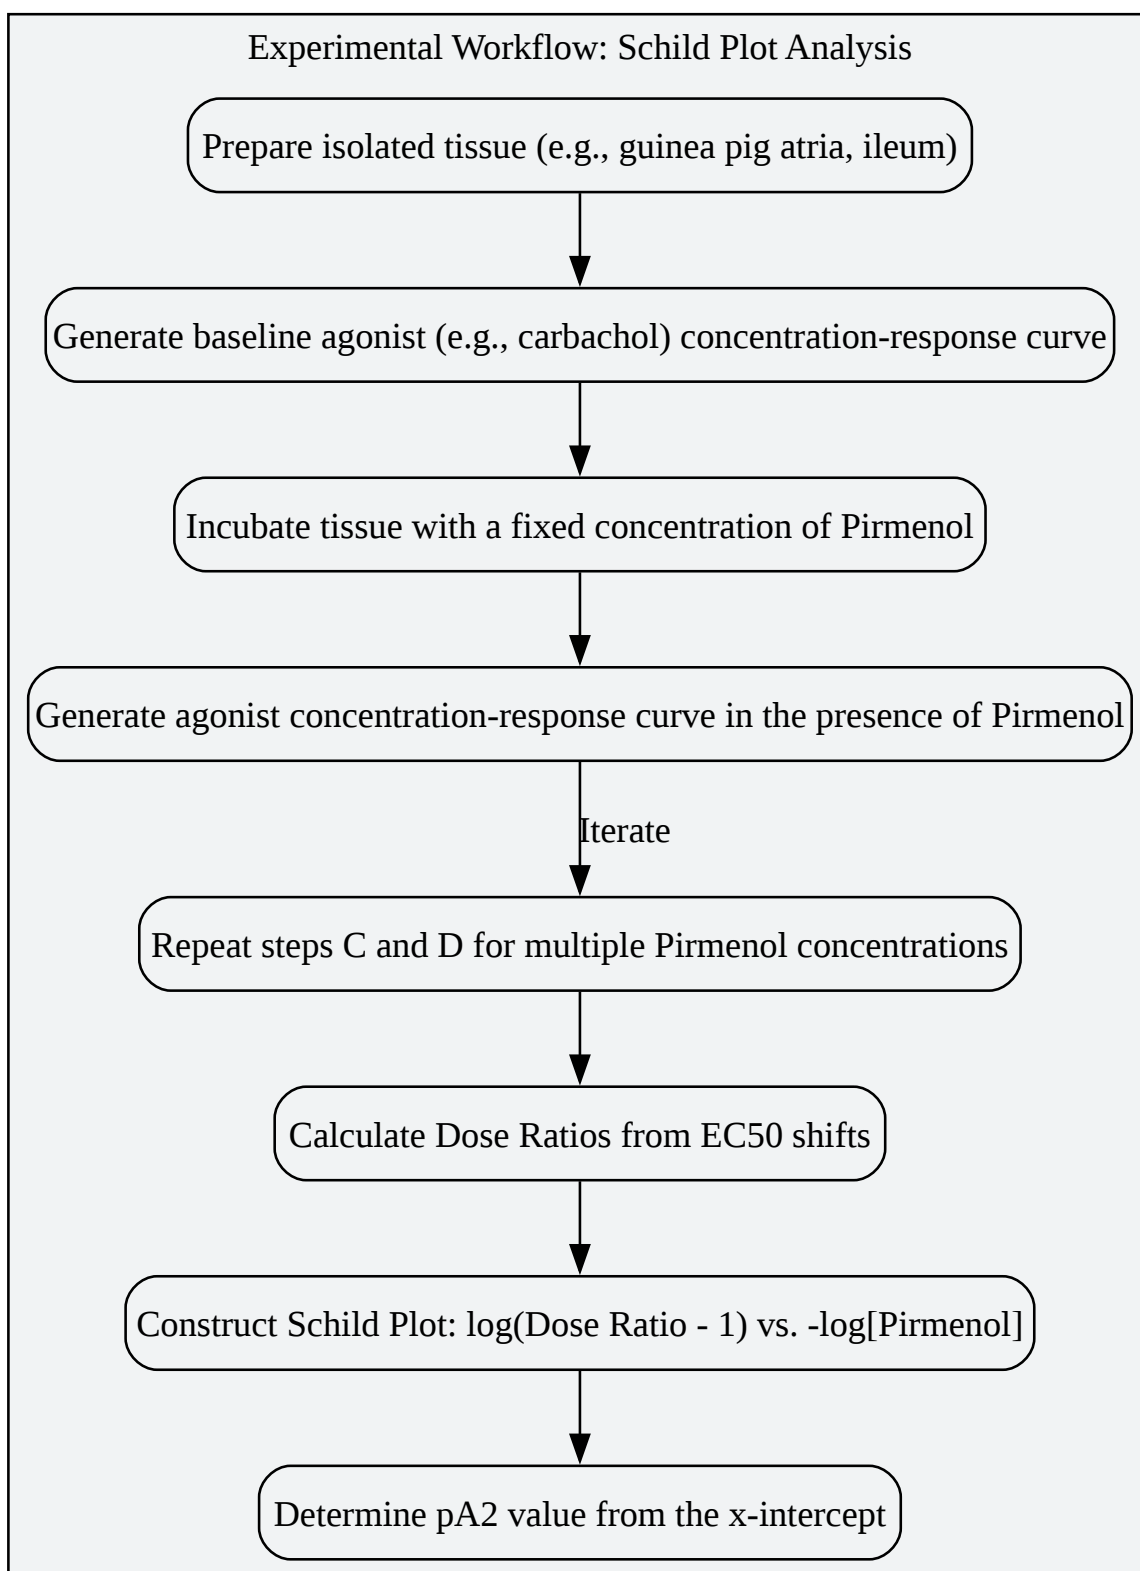 Experimental Workflow: Schild Plot Analysis
Prepare isolated tissue (e.g., guinea pig atria, ileum)
Generate baseline agonist (e.g., carbachol) concentration-response curve
Incubate tissue with a fixed concentration of Pirmenol
Generate agonist concentration-response curve in the presence of Pirmenol
Iterate
Repeat steps C and D for multiple Pirmenol concentrations
Calculate Dose Ratios from EC50 shifts
Construct Schild Plot: log(Dose Ratio - 1) vs. -log[Pirmenol]
Determine pA2 value from the x-intercept